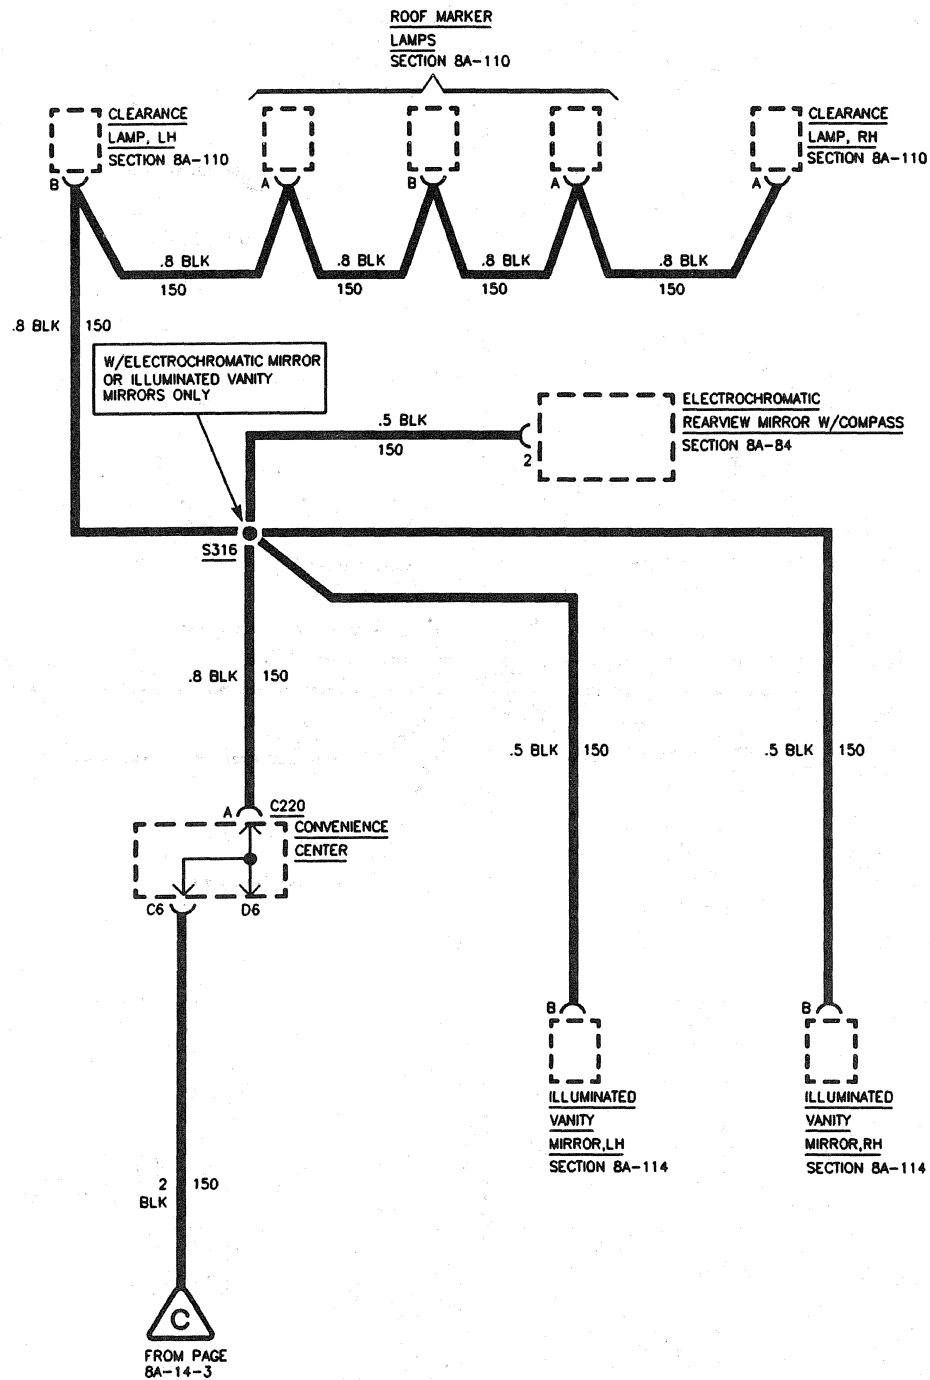 ROOF MARKER
LAMPS
SECTION 8A-110
CLEARANCE
LAMP, LH
SECTION 8A-110
CLEARANCE
LAMP, RH
SECTION 8A-110
B
A
B
A
A
.8 BLK
150
.8 BLK
150
.8 BLK
150
.8 BLK
150
.8 BLK
150
W/ELECTROCHROMATIC MIRROR
OR ILLUMINATED VANITY
MIRRORS ONLY
.5 BLK
150
2
ELECTROCHROMATIC
REARVIEW MIRROR W/COMPASS
SECTION 8A-84
S316
.8 BLK
150
.5 BLK
150
.5 BLK
150
A
C220
CONVENIENCE
CENTER
C6
D6
B
ILLUMINATED
VANITY
MIRROR,LH
SECTION 8A-114
B
ILLUMINATED
VANITY
MIRROR,RH
SECTION 8A-114
2
BLK
150
C
FROM PAGE
8A-14-3